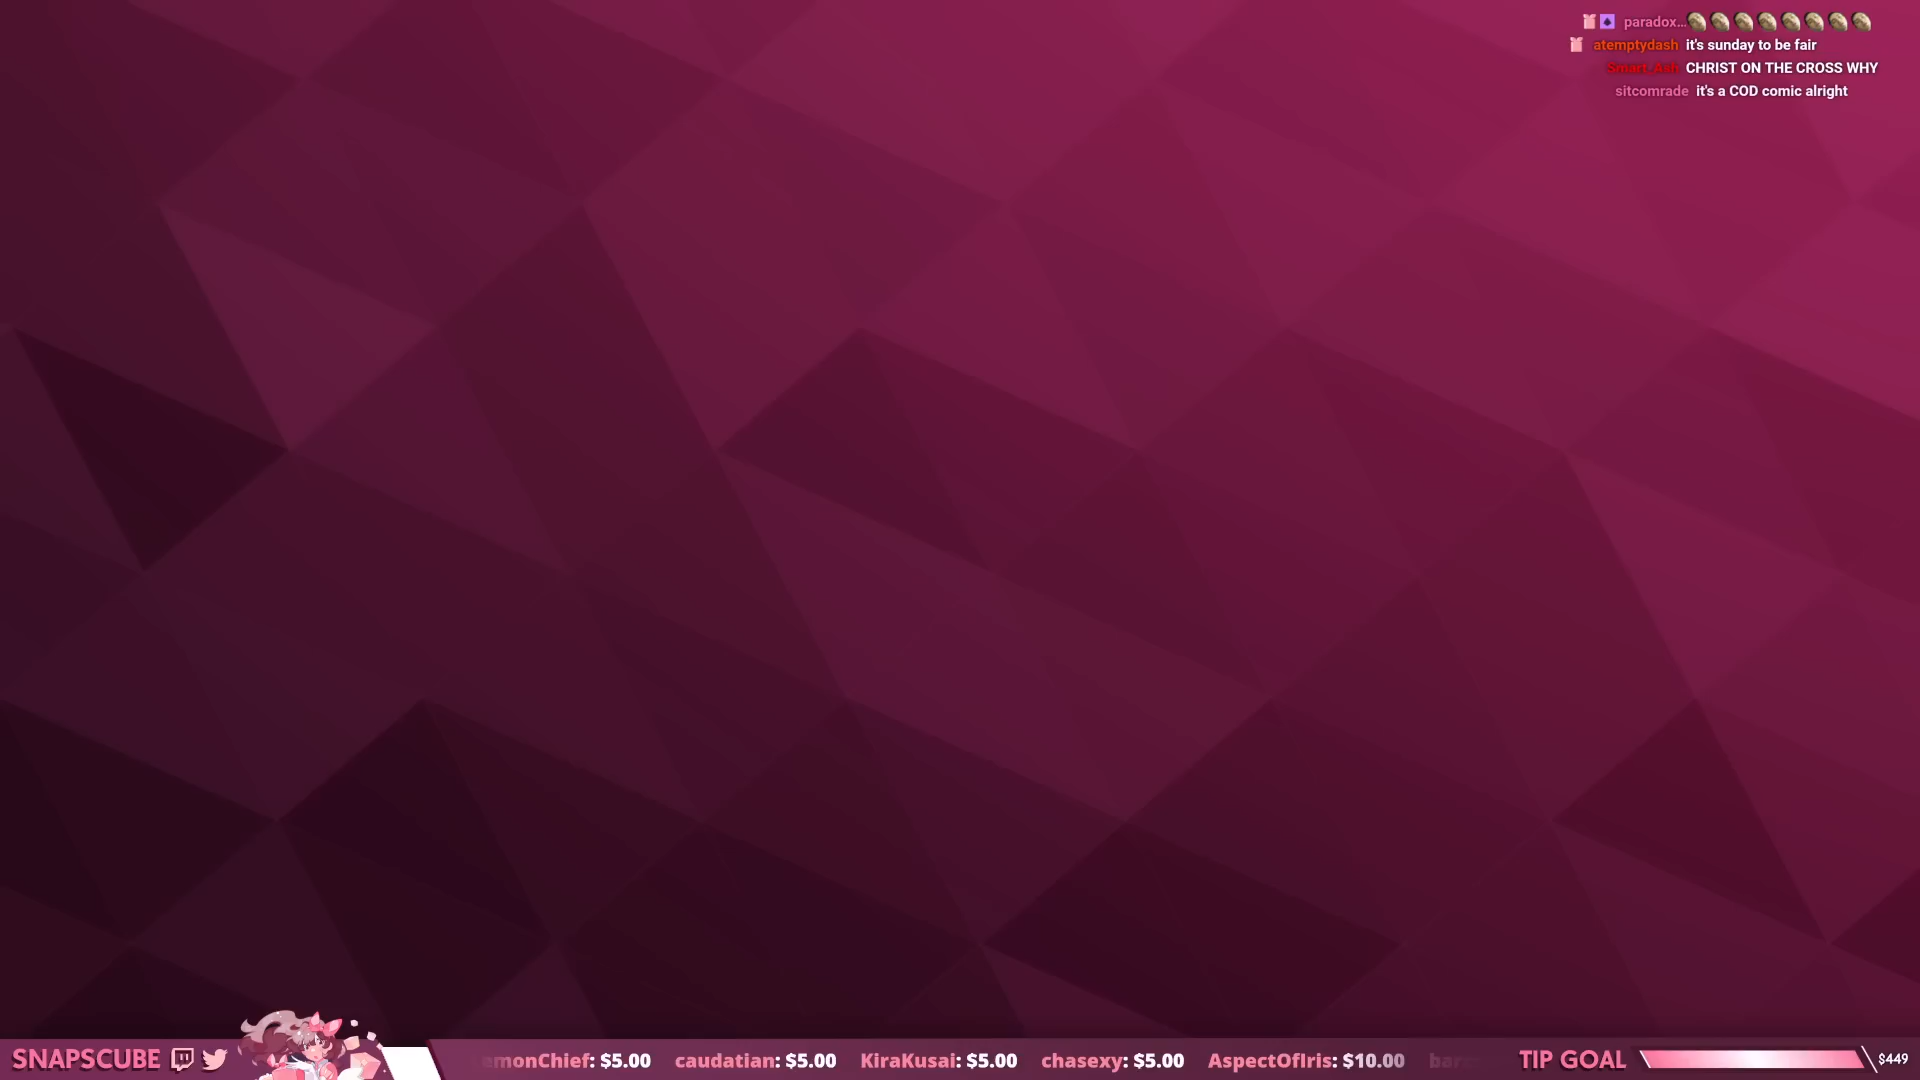 paradox...
atemptydash it's sunday to be fair
Smart_Ash CHRIST ON THE CROSS WHY
sitcomrade it's a COD comic alright
SNAPSCUBE
monChief: $5.00 caudatian: $5.00 KiraKusai: $5.00 chasexy: $5.00 AspectOfIris: $10.00
TIP GOAL
$449